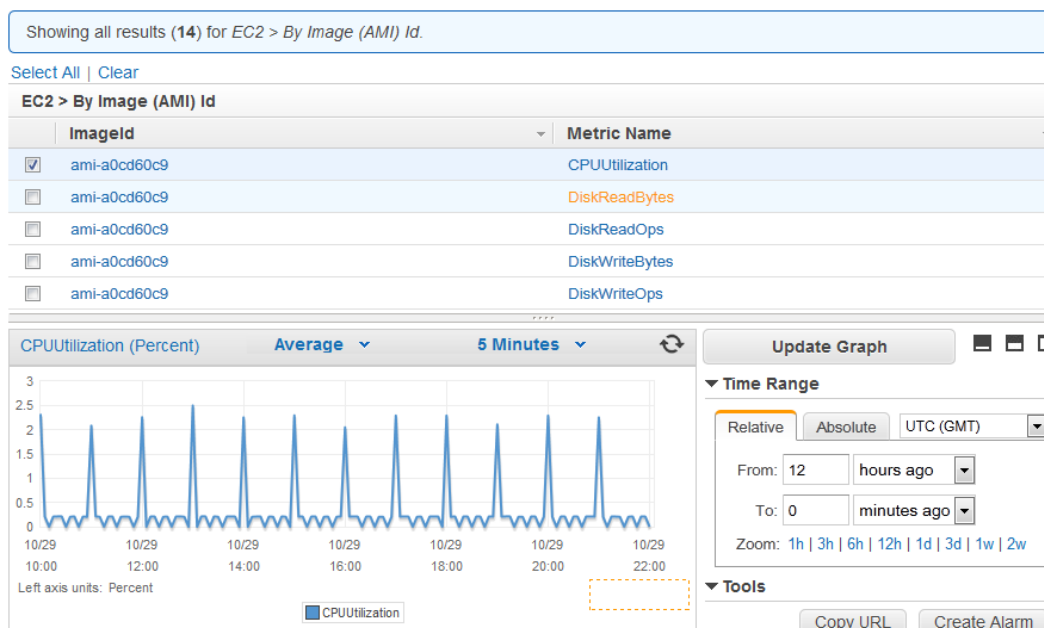 Showing all results (14) for EC2 > By Image (AMI) Id.
Select All | Clear
EC2 > By Image (AMI) Id
ImageId Metric Name
ami-a0cd60c9 CPUUtilization
ami-a0cd60c9 DiskReadBytes
ami-a0cd60c9 DiskReadOps
ami-a0cd60c9 DiskWriteBytes
ami-a0cd60c9 DiskWriteOps
CPUUtilization (Percent) Average 5 Minutes
3
2.5
2
1.5
1
0.5
0
10/29 10/29 10/29 10/29 10/29 10/29 10/29
10:00 12:00 14:00 16:00 18:00 20:00 22:00
Left axis units: Percent
CPUUtilization
Update Graph
Time Range
Relative Absolute UTC (GMT)
From: 12 hours ago
To: 0 minutes ago
Zoom: 1h | 3h | 6h | 12h | 1d | 3d | 1w | 2w
Tools
Copy URL Create Alarm